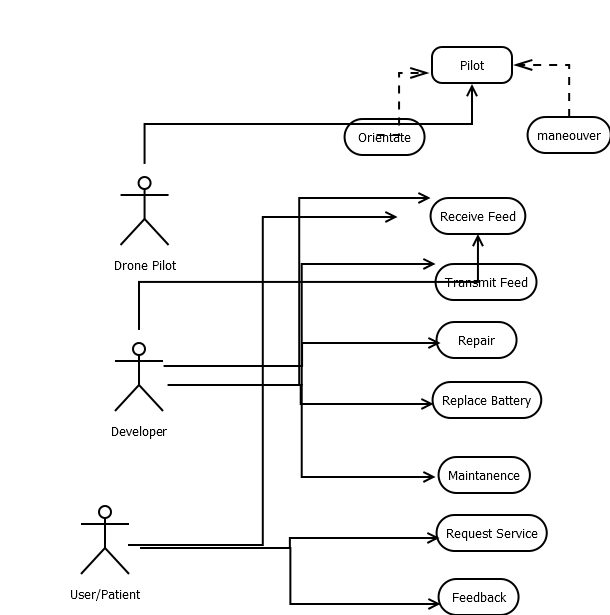 Pilot
Orientate
maneouver
Drone Pilot
Receive Feed
Transmit Feed
Repair
Developer
Replace Battery
Maintanence
Request Service
User/Patient
Feedback